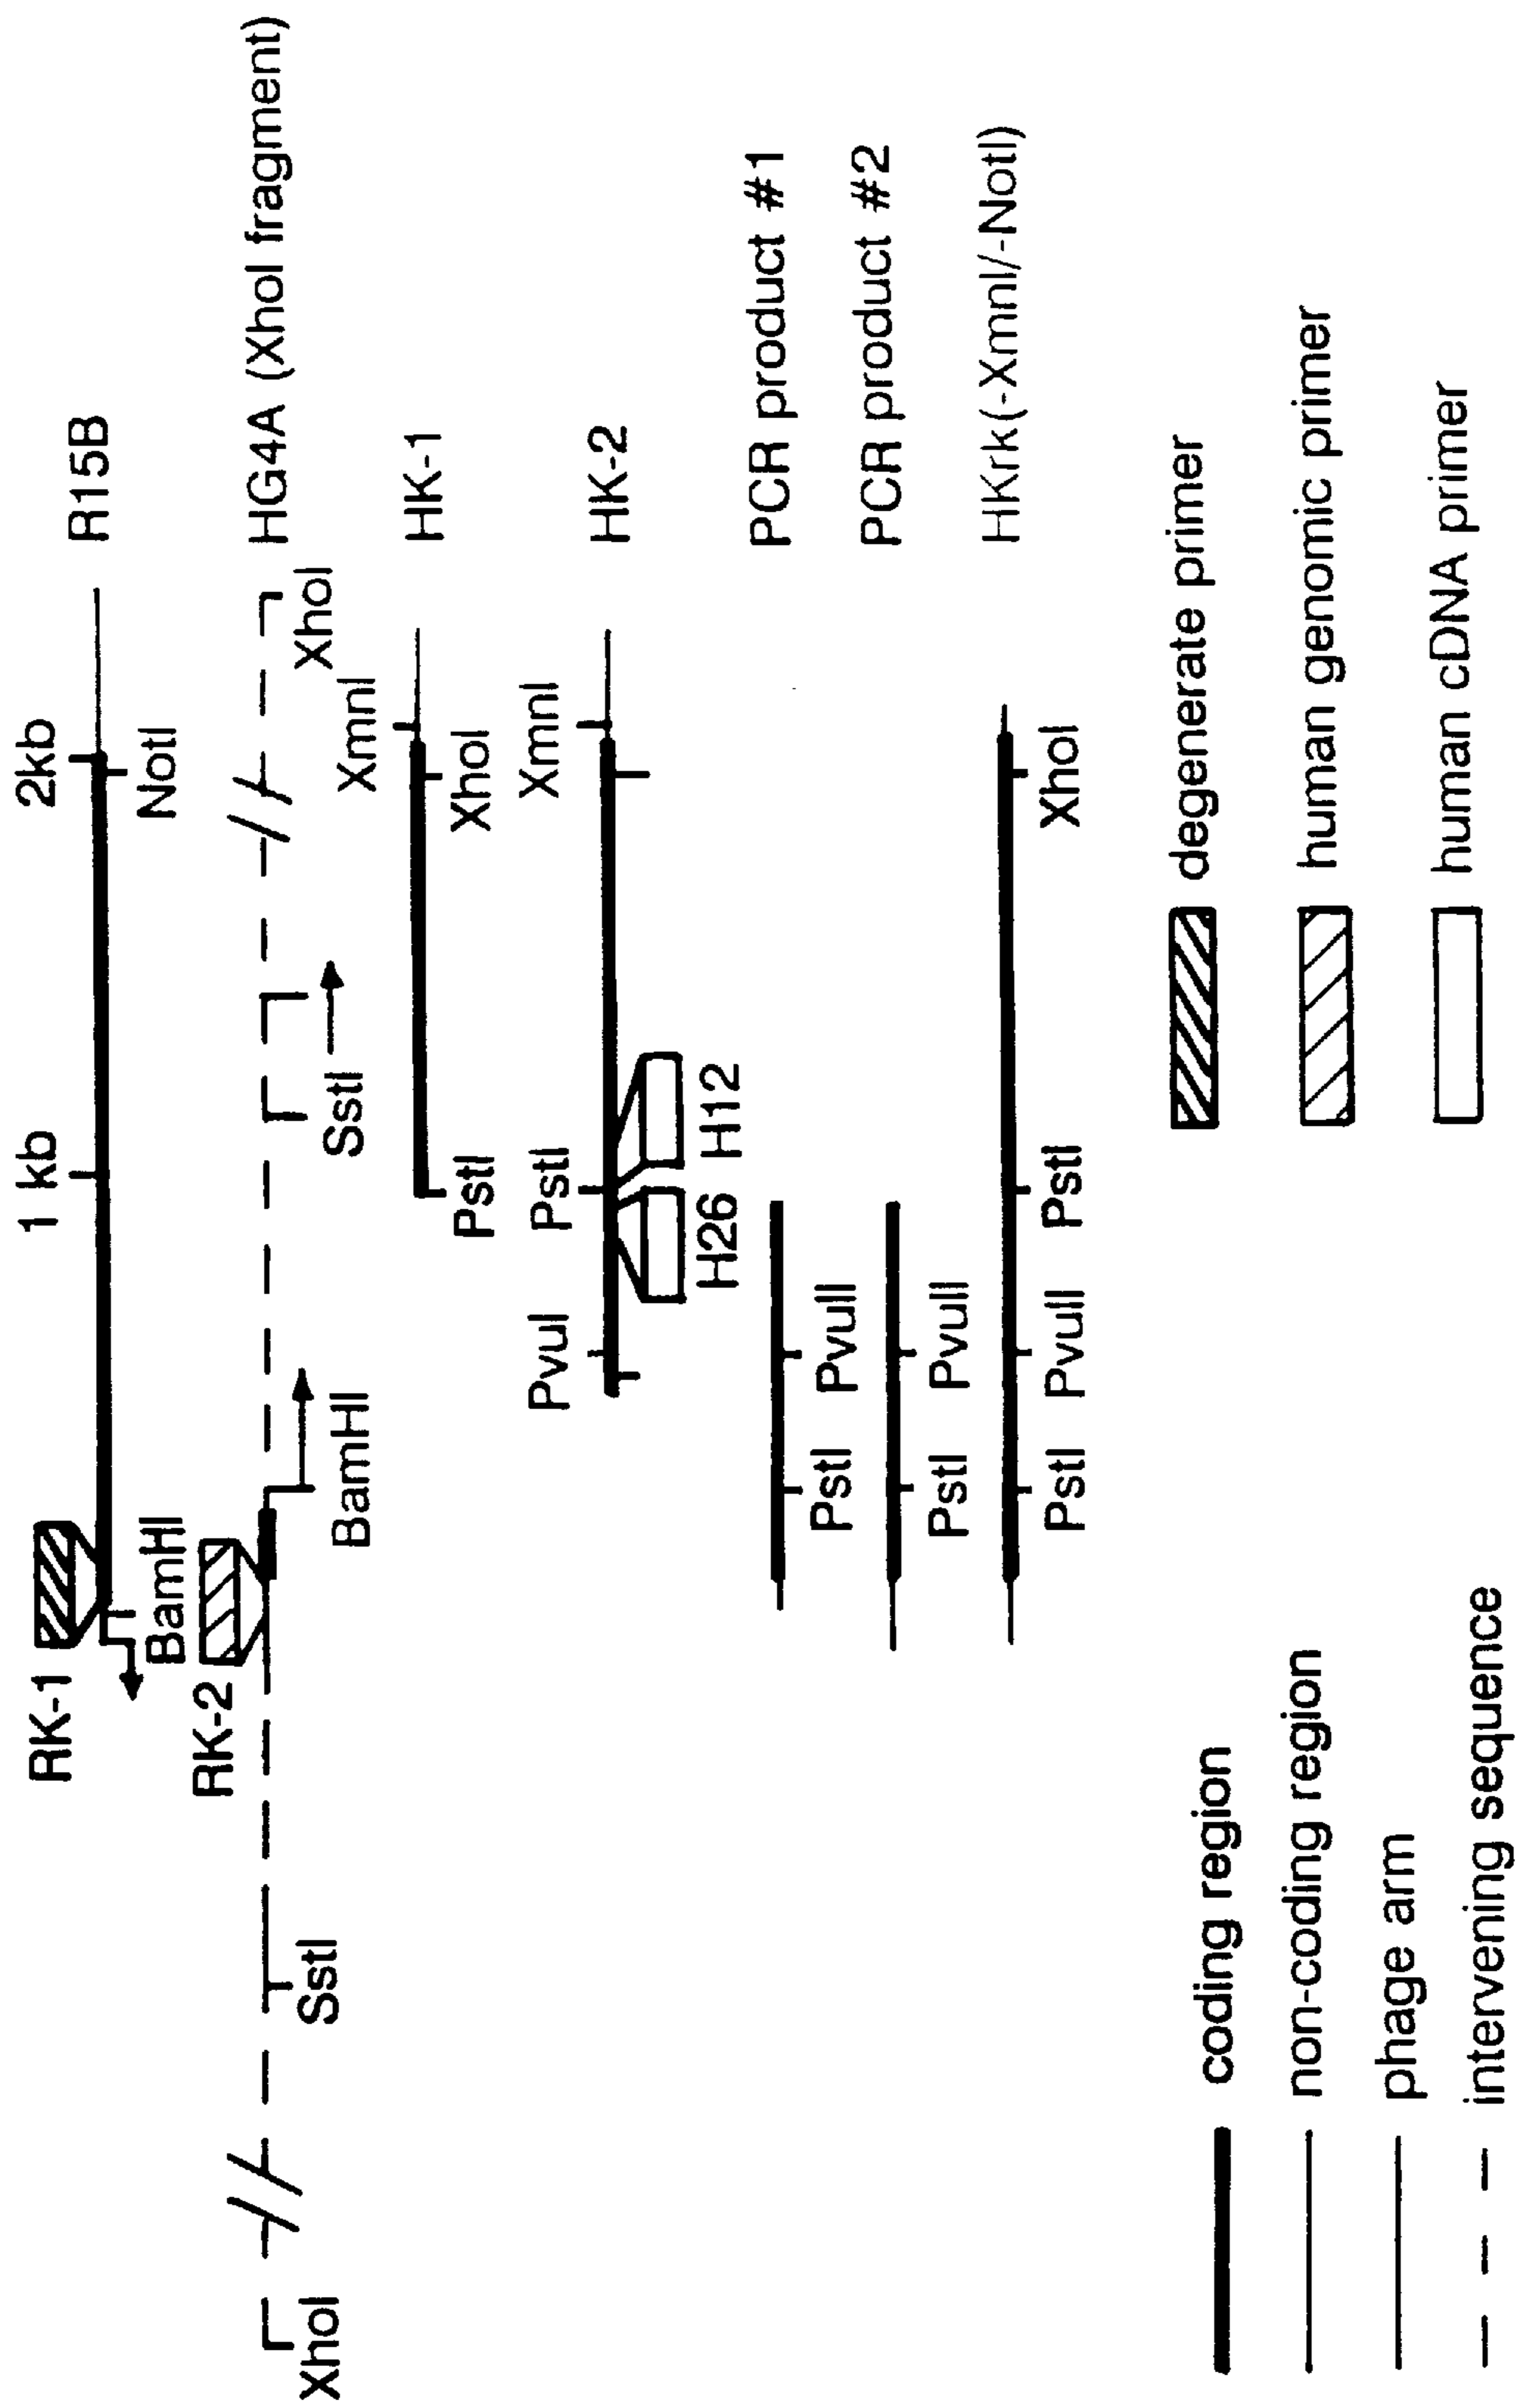 RK-1
1 kb
2kb
R15B
BamHI
NotI
RK-2
HG4A (XhoI fragment)
XhoI
SstI
BamHI
SstI
XhoI
XmnI
HK-1
PstI
XhoI
PvuI
PstI
XmnI
HK-2
H26
H12
PCR product #1
PstI
PvuII
PCR product #2
PstI
PvuII
HKrk(-XmnI/-NotI)
PstI
PvuII
PstI
XhoI
coding region
degenerate primer
non-coding region
human genomic primer
phage arm
human cDNA primer
intervening sequence